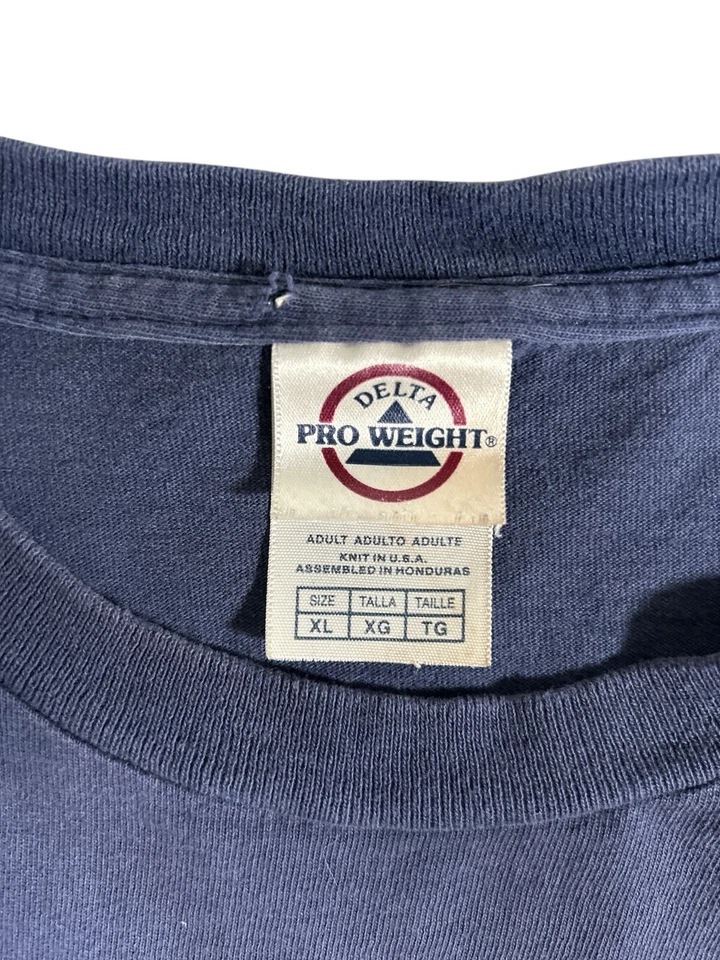 DELTA
PRO WEIGHT®
ADULT ADULTO ADULTE
KNIT IN U.S.A.
ASSEMBLED IN HONDURAS
SIZE TALLA TAILLE
XL XG TG